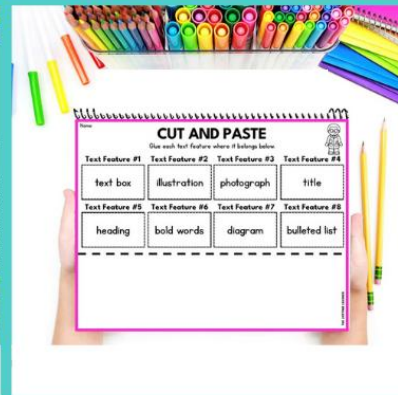 Name
CUT AND PASTE
Glue each text feature where it belongs below
Text Feature #1 Text Feature #2 Text Feature #3 Text Feature #4
text box illustration photograph title
Text Feature #5 Text Feature #6 Text Feature #7 Text Feature #8
heading bold words diagram bulleted list